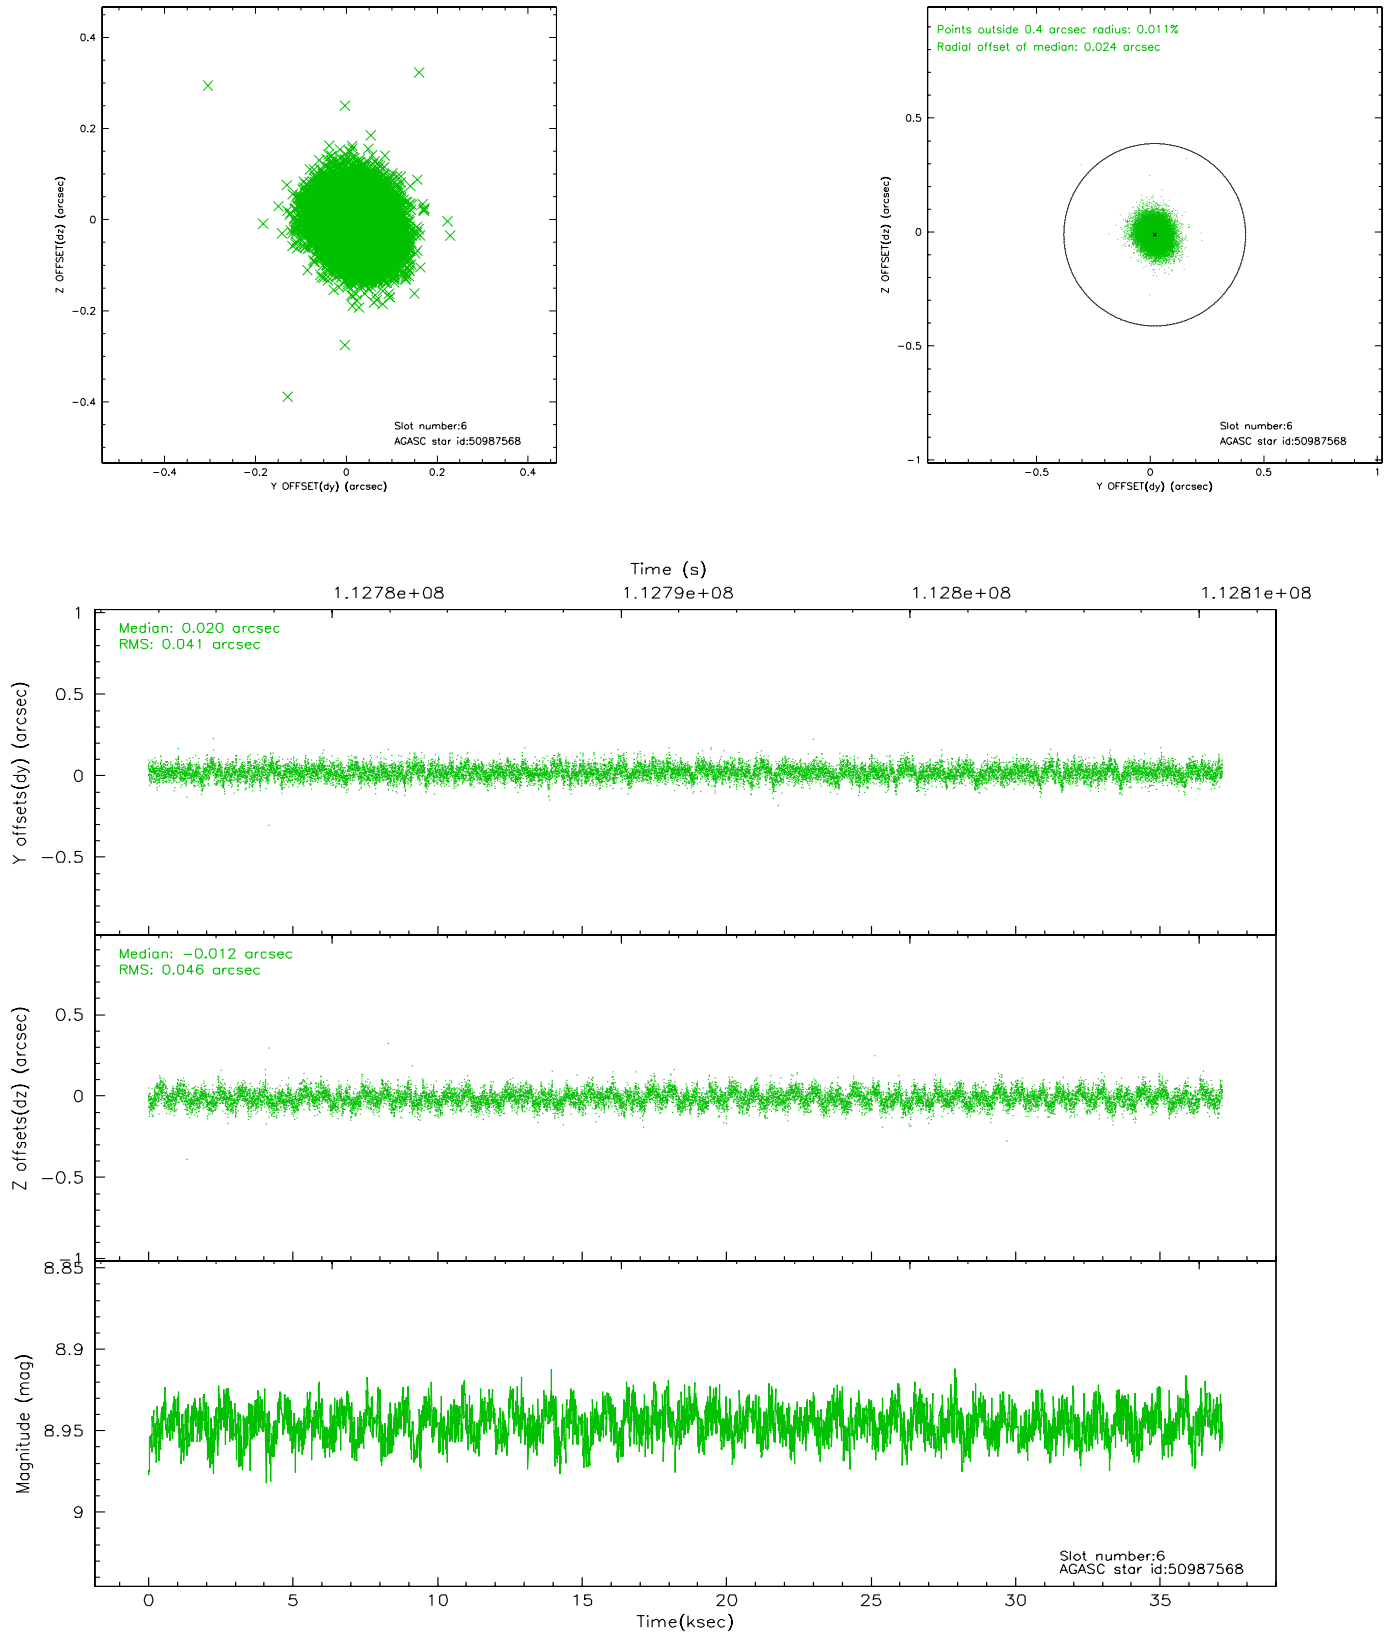 0.4
0.2
0
−0.2
−0.4
Z OFFSET(dz) (arcsec)
Slot number:6
AGASC star id:50987568
−0.4 −0.2 0 0.2 0.4
Y OFFSET(dy) (arcsec)
Points outside 0.4 arcsec radius: 0.011%
Radial offset of median: 0.024 arcsec
0.5
0
−0.5
−1
Z OFFSET(dz) (arcsec)
Slot number:6
AGASC star id:50987568
−0.5 0 0.5 1
Y OFFSET(dy) (arcsec)
Time (s)
1.1278e+08 1.1279e+08 1.128e+08 1.1281e+08
Median: 0.020 arcsec
RMS: 0.041 arcsec
1
0.5
0
−0.5
Y offsets(dy) (arcsec)
Median: −0.012 arcsec
RMS: 0.046 arcsec
0.5
0
−0.5
−1
Z offsets(dz) (arcsec)
8.85
8.9
8.95
9
Magnitude (mag)
Slot number:6
AGASC star id:50987568
0 5 10 15 20 25 30 35
Time(ksec)